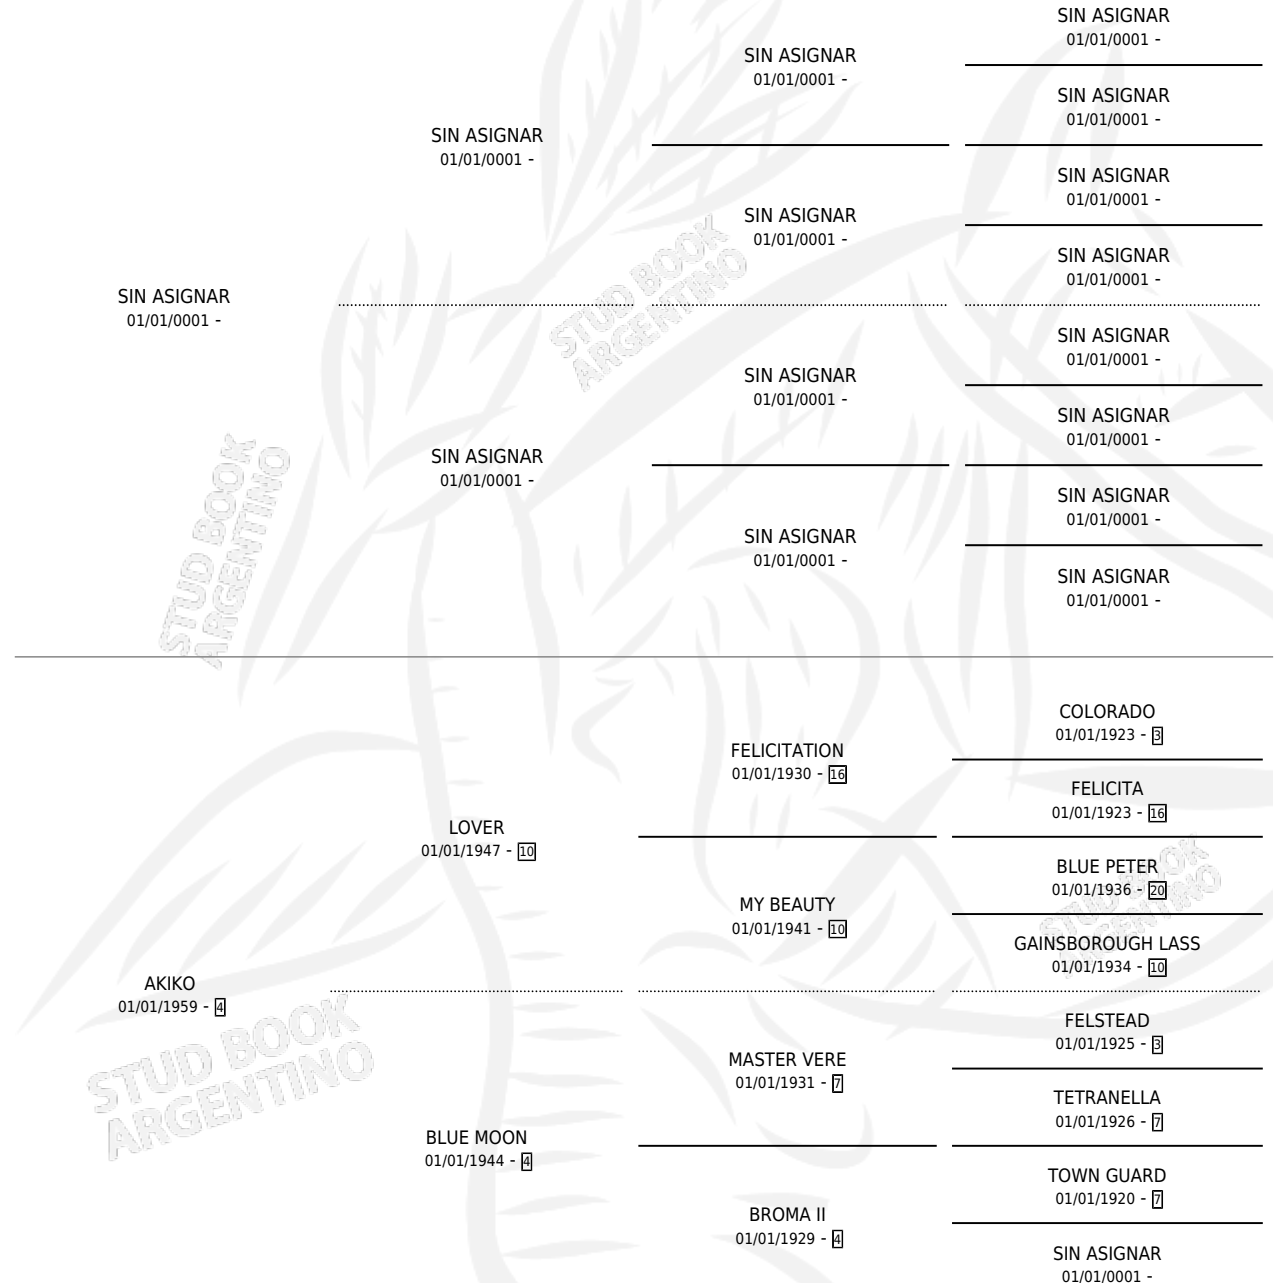 SIN ASIGNAR
01/01/0001 -
SIN ASIGNAR
01/01/0001 -
SIN ASIGNAR
01/01/0001 -
SIN ASIGNAR
01/01/0001 -
SIN ASIGNAR
01/01/0001 -
SIN ASIGNAR
01/01/0001 -
SIN ASIGNAR
01/01/0001 -
SIN ASIGNAR
01/01/0001 -
SIN ASIGNAR
01/01/0001 -
SIN ASIGNAR
01/01/0001 -
SIN ASIGNAR
01/01/0001 -
SIN ASIGNAR
01/01/0001 -
SIN ASIGNAR
01/01/0001 -
SIN ASIGNAR
01/01/0001 -
SIN ASIGNAR
01/01/0001 -
STUD BOOK
ARGENTINO
STUD BOOK
ARGENTINO
COLORADO
01/01/1923 - 3
FELICITATION
01/01/1930 - 16
FELICITA
01/01/1923 - 16
LOVER
01/01/1947 - 10
BLUE PETER
01/01/1936 - 20
MY BEAUTY
01/01/1941 - 10
GAINSBOROUGH LASS
01/01/1934 - 10
STUD BOOK
ARGENTINO
AKIKO
01/01/1959 - 4
FELSTEAD
01/01/1925 - 3
MASTER VERE
01/01/1931 - 7
TETRANELLA
01/01/1926 - 7
STUD BOOK
ARGENTINO
BLUE MOON
01/01/1944 - 4
TOWN GUARD
01/01/1920 - 7
BROMA II
01/01/1929 - 4
SIN ASIGNAR
01/01/0001 -